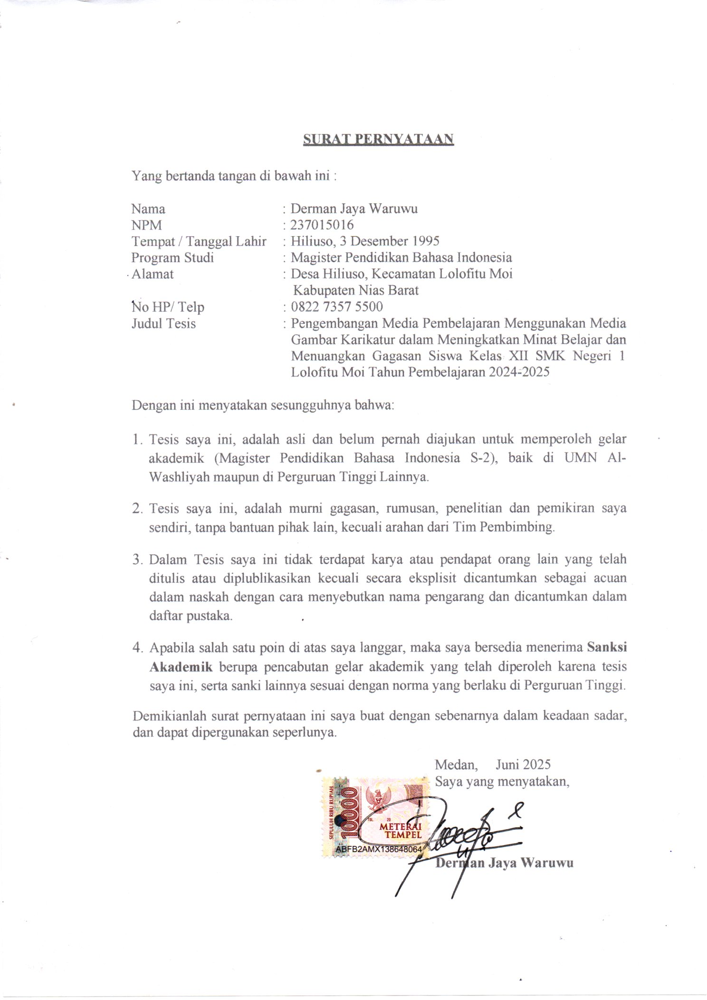 SURAT PERNYATAAN
Yang bertanda tangan di bawah ini :
Nama : Derman Jaya Waruwu
NPM : 237015016
Tempat / Tanggal Lahir : Hiliuso, 3 Desember 1995
Program Studi : Magister Pendidikan Bahasa Indonesia
Alamat : Desa Hiliuso, Kecamatan Lolofitu Moi
Kabupaten Nias Barat
No HP/ Telp : 0822 7357 5500
Judul Tesis : Pengembangan Media Pembelajaran Menggunakan Media
Gambar Karikatur dalam Meningkatkan Minat Belajar dan
Menuangkan Gagasan Siswa Kelas XII SMK Negeri 1
Lolofitu Moi Tahun Pembelajaran 2024-2025
Dengan ini menyatakan sesungguhnya bahwa:
1. Tesis saya ini, adalah asli dan belum pernah diajukan untuk memperoleh gelar
akademik (Magister Pendidikan Bahasa Indonesia S-2), baik di UMN Al-
Washliyah maupun di Perguruan Tinggi Lainnya.
2. Tesis saya ini, adalah murni gagasan, rumusan, penelitian dan pemikiran saya
sendiri, tanpa bantuan pihak lain, kecuali arahan dari Tim Pembimbing.
3. Dalam Tesis saya ini tidak terdapat karya atau pendapat orang lain yang telah
ditulis atau diplublikasikan kecuali secara eksplisit dicantumkan sebagai acuan
dalam naskah dengan cara menyebutkan nama pengarang dan dicantumkan dalam
daftar pustaka.
4. Apabila salah satu poin di atas saya langgar, maka saya bersedia menerima Sanksi
Akademik berupa pencabutan gelar akademik yang telah diperoleh karena tesis
saya ini, serta sanki lainnya sesuai dengan norma yang berlaku di Perguruan Tinggi.
Demikianlah surat pernyataan ini saya buat dengan sebenarnya dalam keadaan sadar,
dan dapat dipergunakan seperlunya.
Medan, Juni 2025
Saya yang menyatakan,
SEPULUH RIBU RUPIAH
10000
TGL. 20
METERAI
TEMPEL
ABFB2AMX138648064
Derman Jaya Waruwu